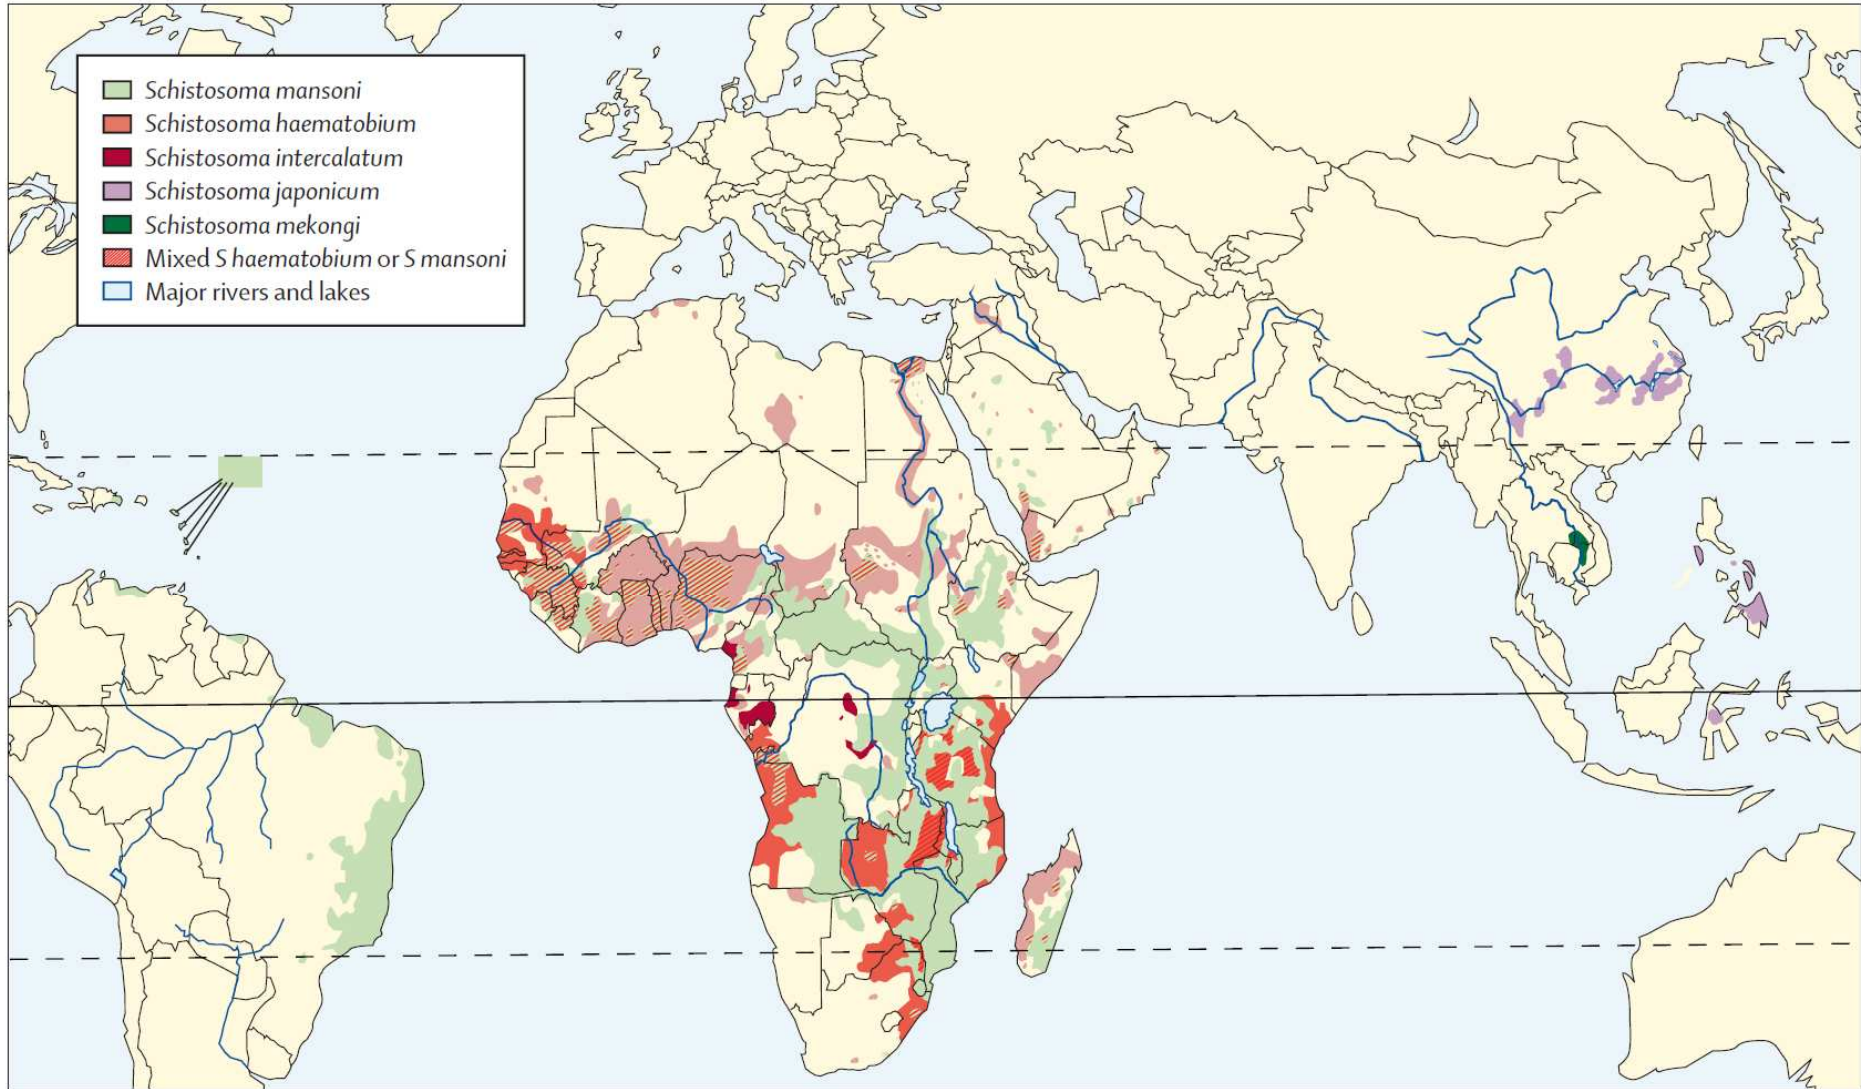 Schistosoma mansoni
Schistosoma haematobium
Schistosoma intercalatum
Schistosoma japonicum
Schistosoma mekongi
Mixed S haematobium or S mansoni
Major rivers and lakes